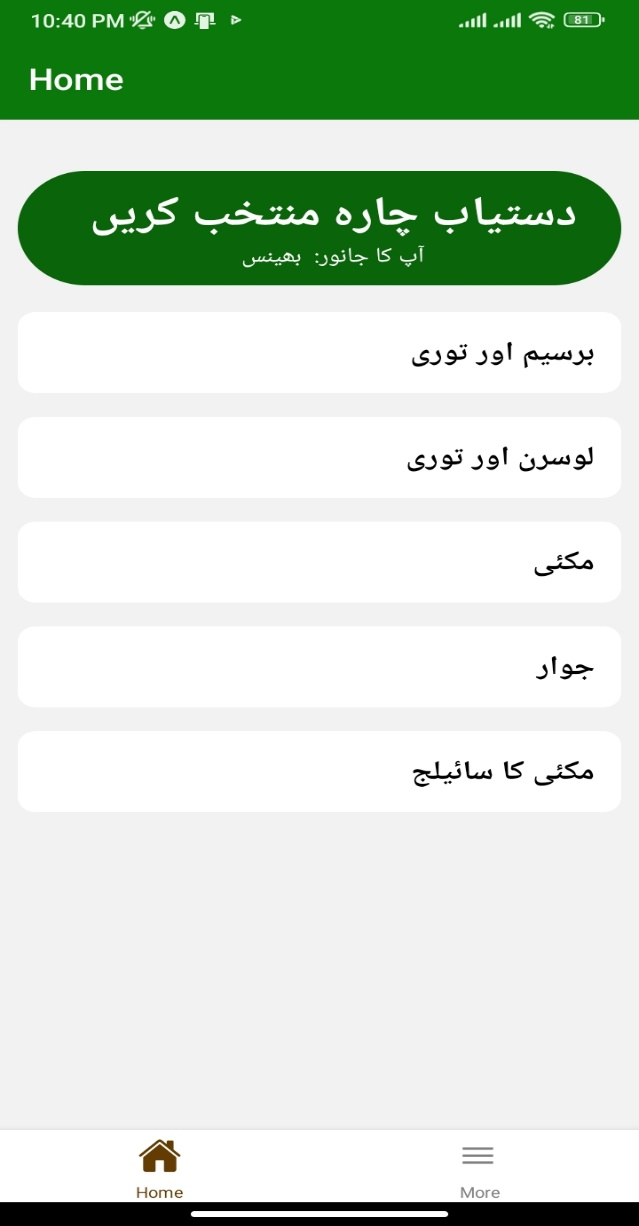 10:40 PM
81
Home
دستیاب چارہ منتخب کریں
آپ کا جانور: بھینس
برسیم اور توری
لوسرن اور توری
مکئی
جوار
مکئی کا سائیلج
Home
More